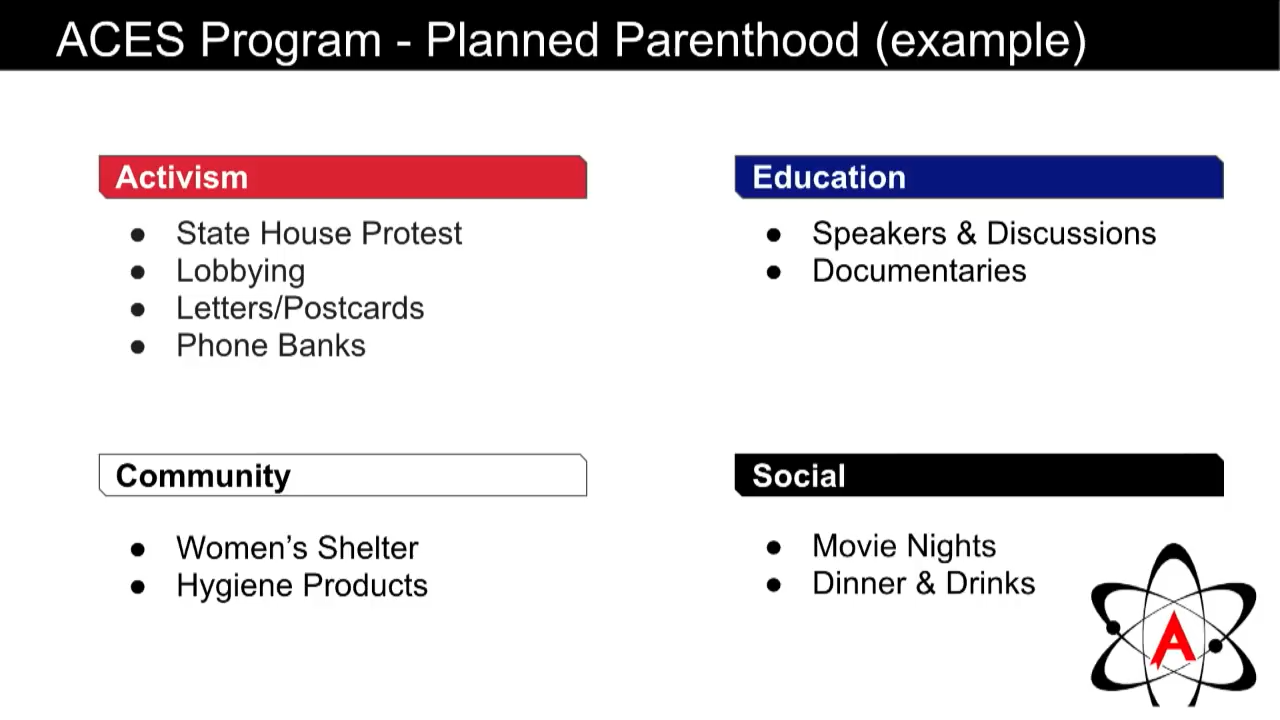 ACES Program - Planned Parenthood (example)
Activism
● State House Protest
● Lobbying
● Letters/Postcards
● Phone Banks
Education
● Speakers & Discussions
● Documentaries
Community
● Women’s Shelter
● Hygiene Products
Social
● Movie Nights
● Dinner & Drinks
A